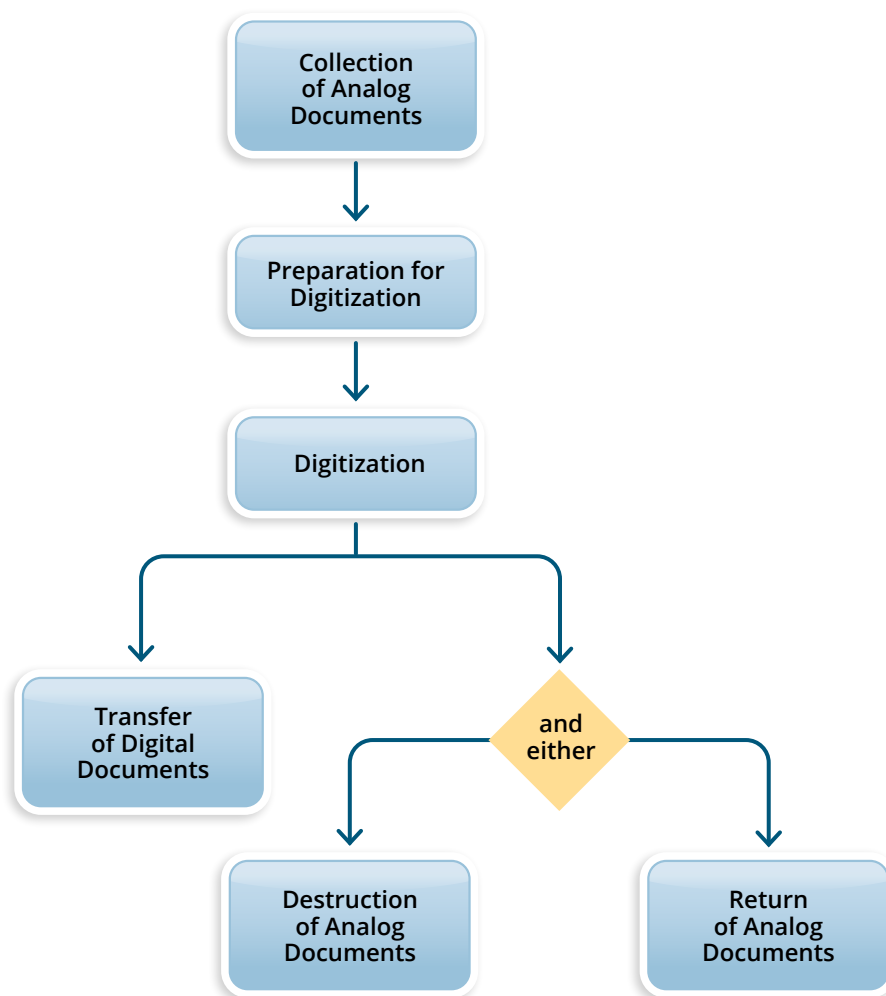 Collection
of Analog
Documents
Preparation for
Digitization
Digitization
Transfer
of Digital
Documents
and
either
Destruction
of Analog
Documents
Return
of Analog
Documents